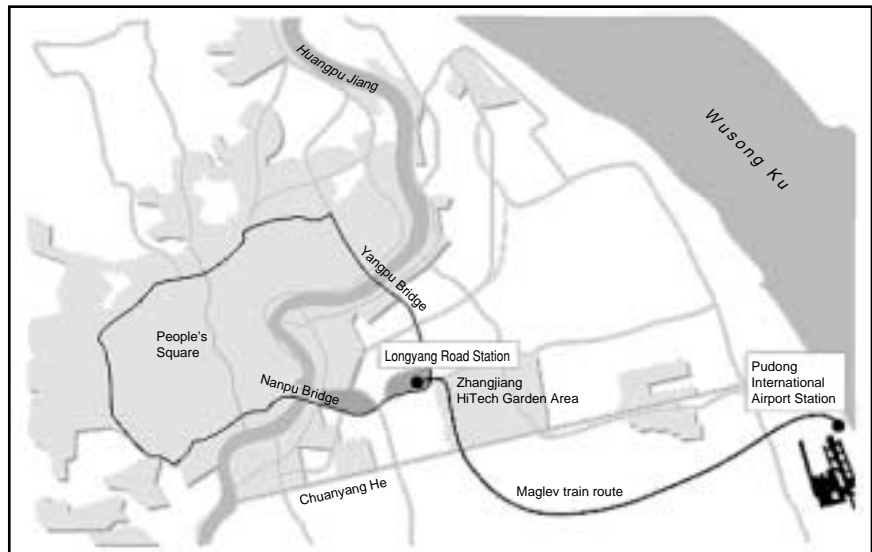 Huangpu Jiang
Wusong Ku
Yangpu Bridge
People's
Square
Longyang Road Station
Nanpu Bridge
Zhangjiang
HiTech Garden Area
Pudong
International
Airport Station
Chuanyang He
Maglev train route